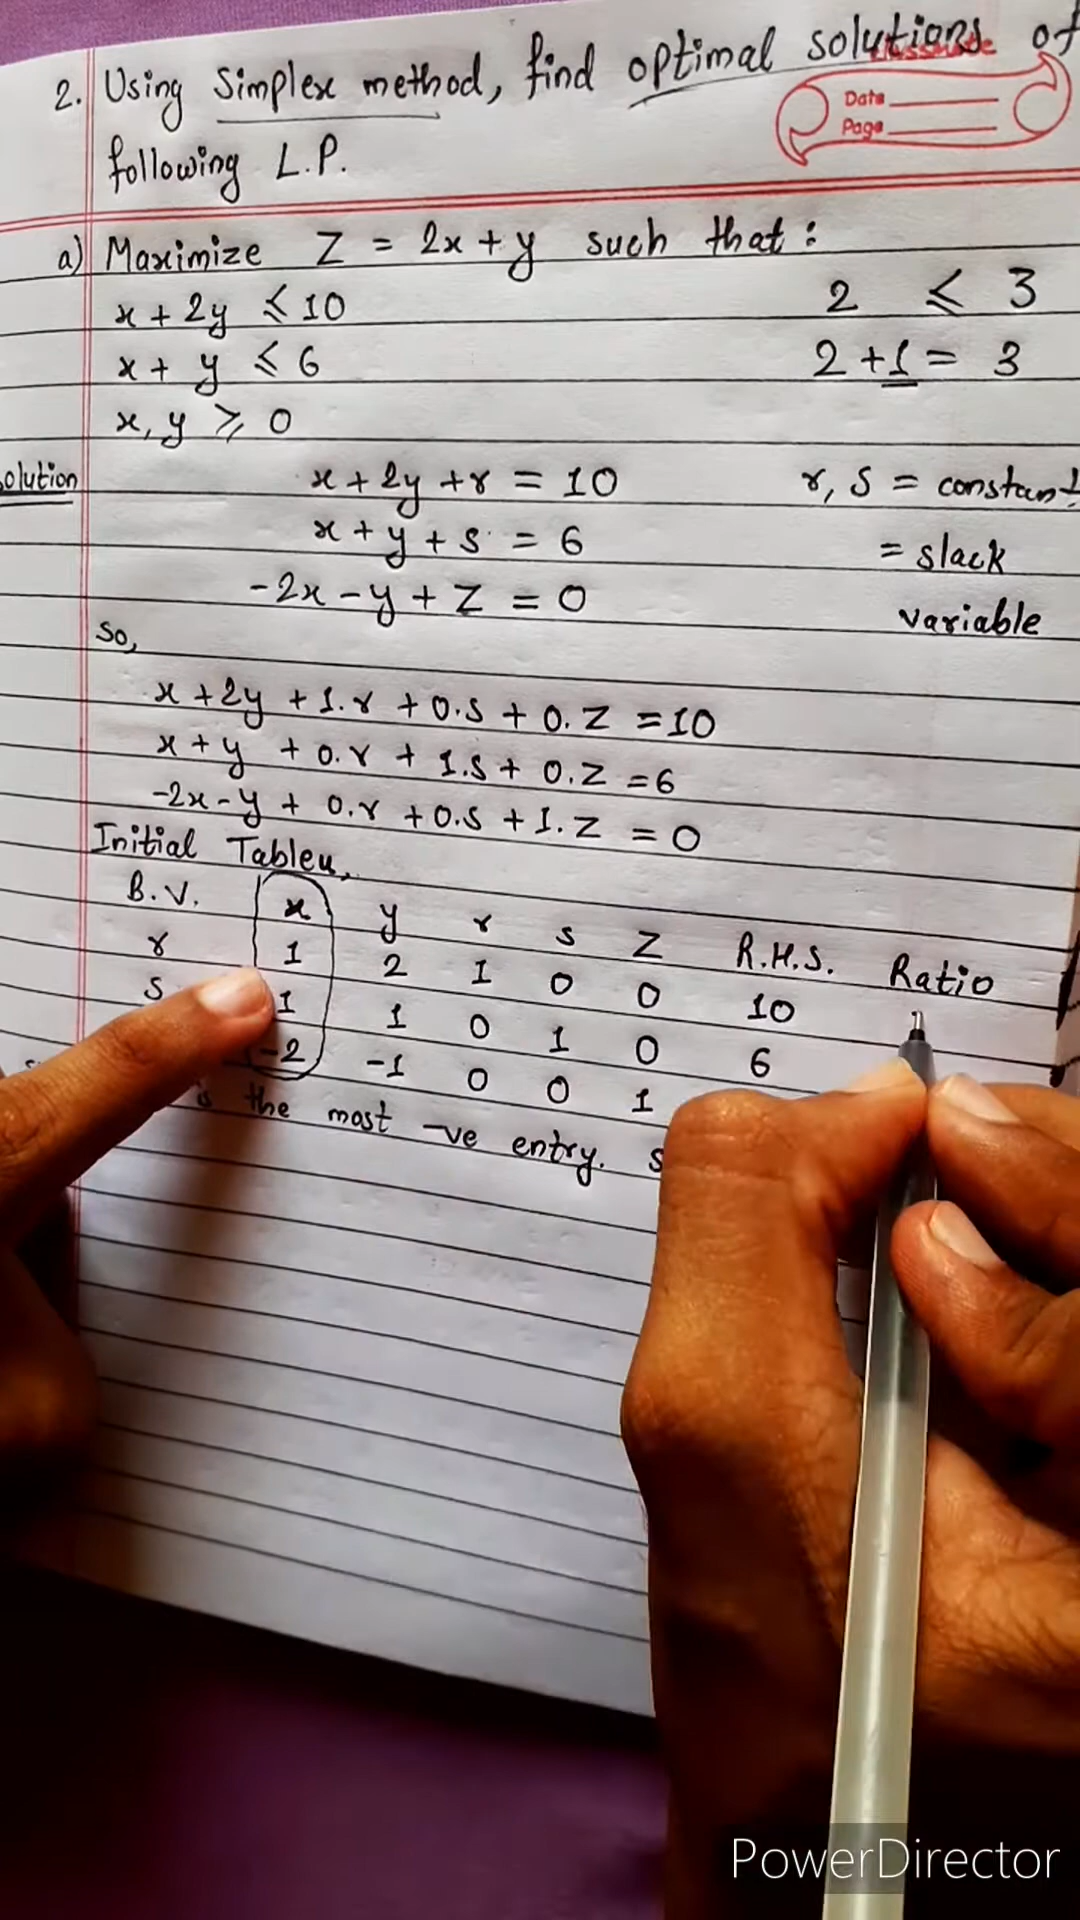 2. Using Simplex method, find optimal solutions of
classmate
Date
Page
following L.P.
a) Maximize Z = 2x + y such that :
x + 2y ≤ 10
2 ≤ 3
x + y ≤ 6
2 + 1 = 3
x, y ≥ 0
olution
x + 2y + r = 10
r, s = constant
x + y + s = 6
= slack
-2x - y + Z = 0
variable
So,
x + 2y + 1.r + 0.s + 0.Z = 10
x + y + 0.r + 1.s + 0.Z = 6
-2x - y + 0.r + 0.s + 1.Z = 0
Initial Tableu,
B.V. x y r s Z R.H.S. Ratio
r 1 2 1 0 0 10
s 1 1 0 1 0 6
-2 -1 0 0 1
the most -ve entry. s
PowerDirector